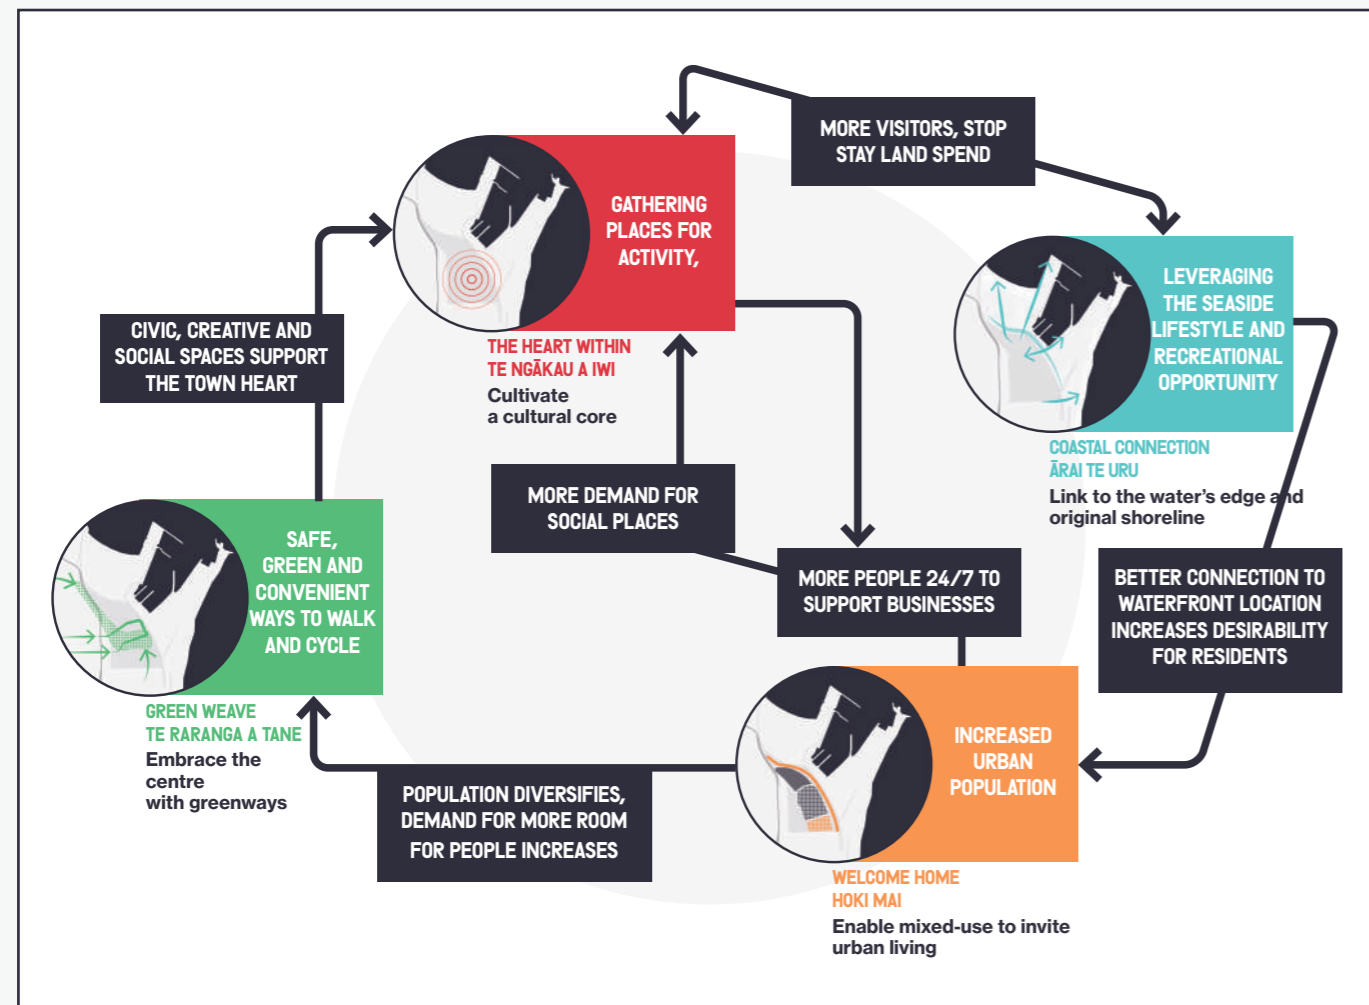 MORE VISITORS, STOP
STAY LAND SPEND
GATHERING
PLACES FOR
ACTIVITY,
THE HEART WITHIN
TE NGĀKAU A IWI
Cultivate
a cultural core
LEVERAGING
THE SEASIDE
LIFESTYLE AND
RECREATIONAL
OPPORTUNITY
COASTAL CONNECTION
ĀRAI TE URU
Link to the water's edge and
original shoreline
CIVIC, CREATIVE AND
SOCIAL SPACES SUPPORT
THE TOWN HEART
MORE DEMAND FOR
SOCIAL PLACES
SAFE,
GREEN AND
CONVENIENT
WAYS TO WALK
AND CYCLE
GREEN WEAVE
TE RARANGA A TANE
Embrace the
centre
with greenways
MORE PEOPLE 24/7 TO
SUPPORT BUSINESSES
BETTER CONNECTION TO
WATERFRONT LOCATION
INCREASES DESIRABILITY
FOR RESIDENTS
POPULATION DIVERSIFIES,
DEMAND FOR MORE ROOM
FOR PEOPLE INCREASES
INCREASED
URBAN
POPULATION
WELCOME HOME
HOKI MAI
Enable mixed-use to invite
urban living